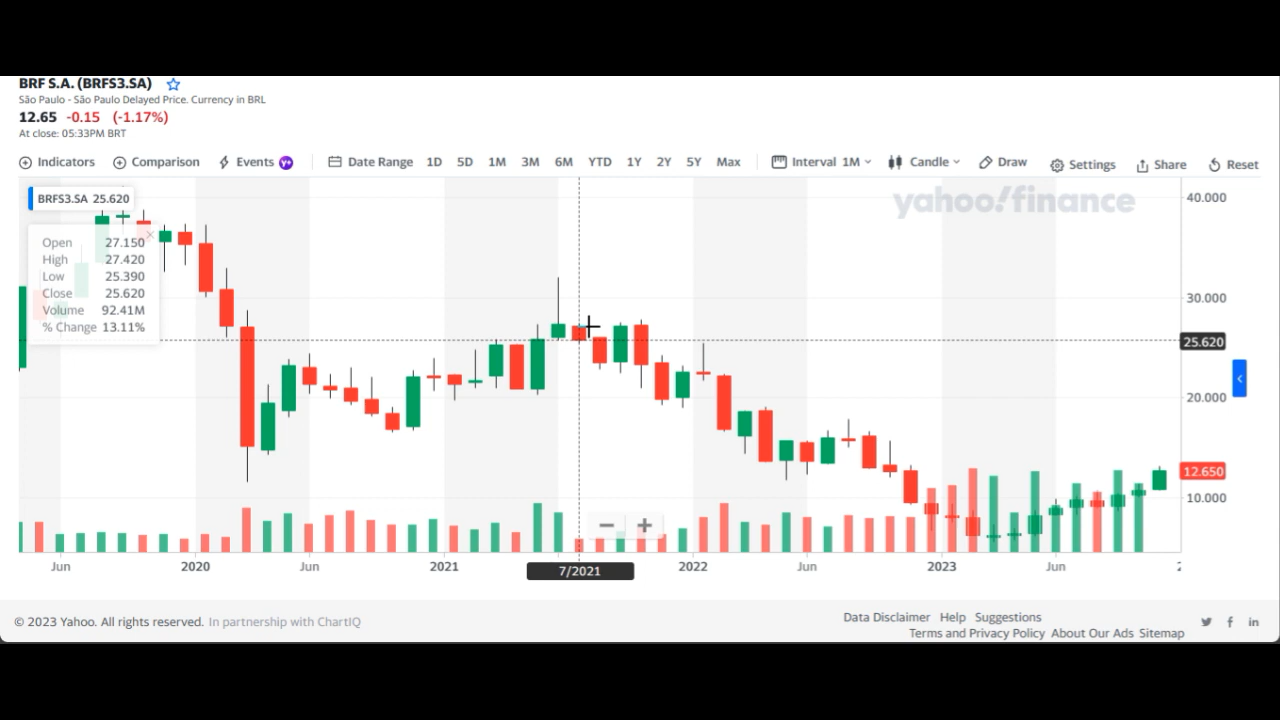 BRF S.A. (BRFS3.SA)
São Paulo - São Paulo Delayed Price. Currency in BRL
12.65 -0.15 (-1.17%)
At close: 05:33PM BRT
Indicators Comparison Events Y+ Date Range 1D 5D 1M 3M 6M YTD 1Y 2Y 5Y Max Interval 1M Candle Draw Settings Share Reset
BRFS3.SA 25.620
yahoo!finance
Open 27.150
High 27.420
Low 25.390
Close 25.620
Volume 92.41M
% Change 13.11%
40.000
30.000
25.620
20.000
12.650
10.000
Jun 2020 Jun 2021 7/2021 2022 Jun 2023 Jun
© 2023 Yahoo. All rights reserved. In partnership with ChartIQ
Data Disclaimer Help Suggestions
Terms and Privacy Policy About Our Ads Sitemap